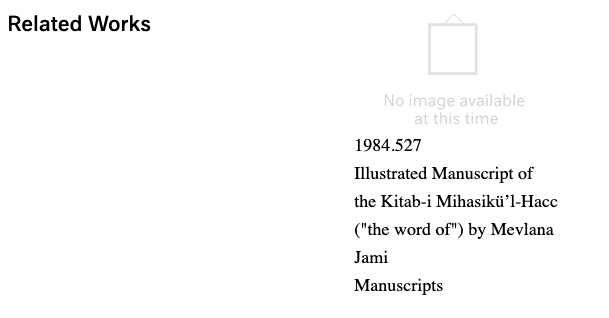 Related Works
No image available
at this time
1984.527
Illustrated Manuscript of
the Kitab-i Mihasikü’l-Hacc
("the word of") by Mevlana
Jami
Manuscripts